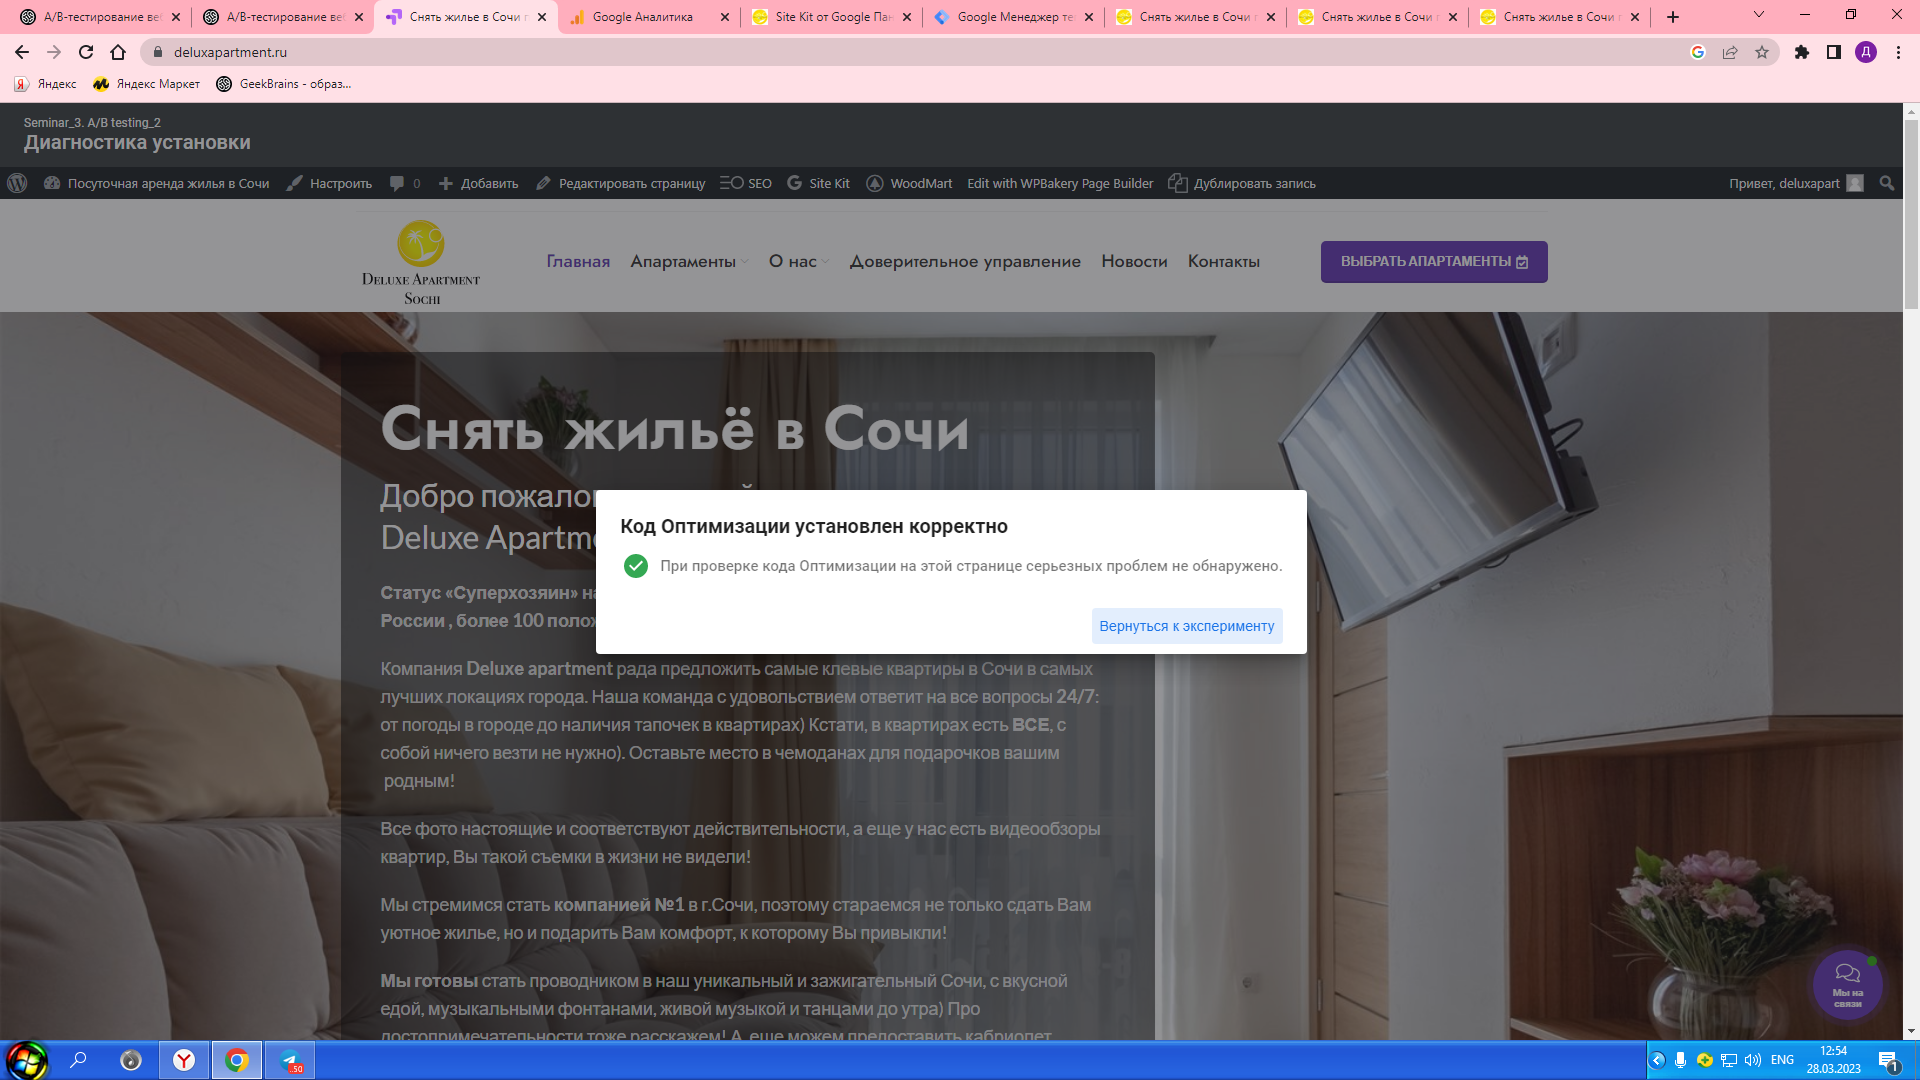 А/В-тестирование веб
А/В-тестирование веб
Снять жилье в Сочи п
Google Аналитика
Site Kit от Google Пан
Google Менеджер те
Снять жилье в Сочи п
Снять жилье в Сочи п
Снять жилье в Сочи п
deluxapartment.ru
Д
Яндекс
Яндекс Маркет
GeekBrains - образ...
Seminar_3. A/B testing_2
Диагностика установки
Посуточная аренда жилья в Сочи
Настроить
0
Добавить
Редактировать страницу
SEO
Site Kit
WoodMart
Edit with WPBakery Page Builder
Дублировать запись
Привет, deluxapart
Deluxe Apartment
Sochi
Главная
Апартаменты
О нас
Доверительное управление
Новости
Контакты
ВЫБРАТЬ АПАРТАМЕНТЫ
Снять жильё в Сочи
Добро пожалов
Deluxe Apartme
Статус «Суперхозяин» на
России , более 100 полож
Код Оптимизации установлен корректно
При проверке кода Оптимизации на этой странице серьезных проблем не обнаружено.
Вернуться к эксперименту
Компания Deluxe apartment рада предложить самые клевые квартиры в Сочи в самых
лучших локациях города. Наша команда с удовольствием ответит на все вопросы 24/7:
от погоды в городе до наличия тапочек в квартирах) Кстати, в квартирах есть ВСЕ, с
собой ничего везти не нужно). Оставьте место в чемоданах для подарочков вашим
родным!
Все фото настоящие и соответствуют действительности, а еще у нас есть видеообзоры
квартир, Вы такой съемки в жизни не видели!
Мы стремимся стать компанией №1 в г.Сочи, поэтому стараемся не только сдать Вам
уютное жилье, но и подарить Вам комфорт, к которому Вы привыкли!
Мы готовы стать проводником в наш уникальный и зажигательный Сочи, с вкусной
едой, музыкальными фонтанами, живой музыкой и танцами до утра) Про
достопримечательности тоже расскажем! А, еще можем предоставить кабриолет
Мы на
связи
50
ENG
12:54
28.03.2023
1